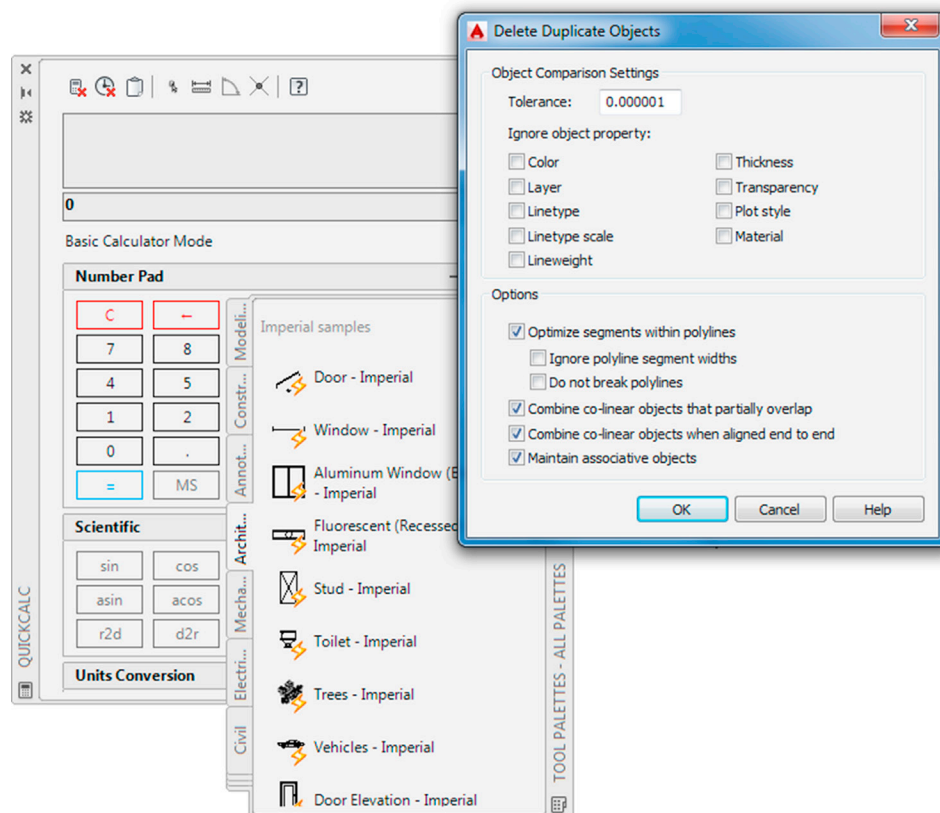 Delete Duplicate Objects
Object Comparison Settings
Tolerance: 0.000001
Ignore object property:
Color
Thickness
Layer
Transparency
Linetype
Plot style
Linetype scale
Material
Lineweight
Options
Optimize segments within polylines
Ignore polyline segment widths
Do not break polylines
Combine co-linear objects that partially overlap
Combine co-linear objects when aligned end to end
Maintain associative objects
OK Cancel Help
0
Basic Calculator Mode
Number Pad
C ←
7 8
4 5
1 2
0 .
= MS
Scientific
sin cos
asin acos
r2d d2r
Units Conversion
QUICKCALC
Modeli...
Constr...
Annot...
Archit...
Mecha...
Electri...
Civil
Imperial samples
Door - Imperial
Window - Imperial
Aluminum Window (E
- Imperial
Fluorescent (Recessed
Imperial
Stud - Imperial
Toilet - Imperial
Trees - Imperial
Vehicles - Imperial
Door Elevation - Imperial
TOOL PALETTES - ALL PALETTES